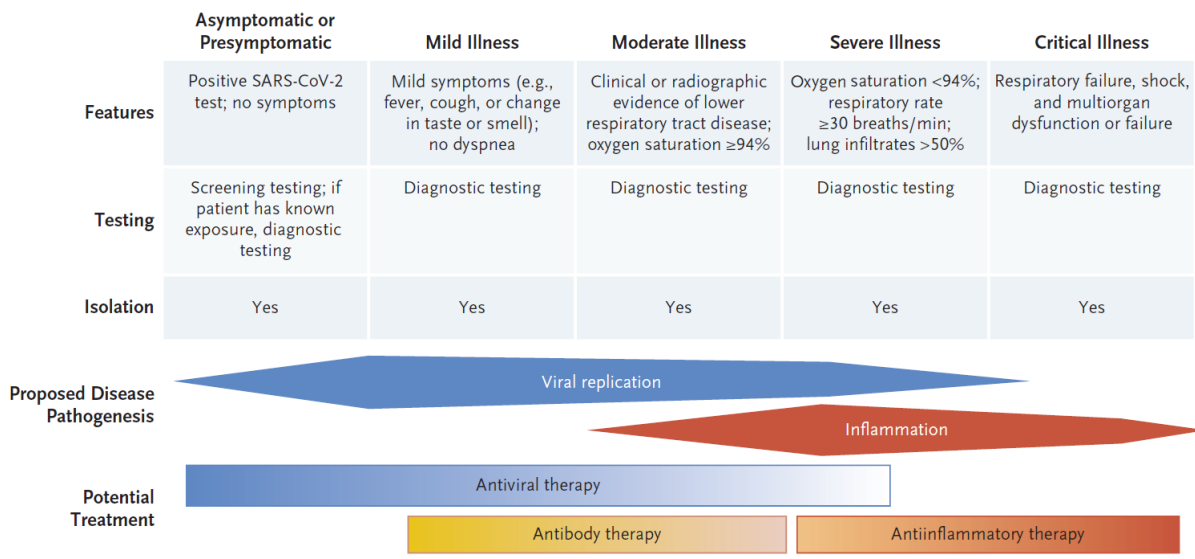 Asymptomatic or
Presymptomatic
Mild Illness
Moderate Illness
Severe Illness
Critical Illness
Features
Positive SARS-CoV-2
test; no symptoms
Mild symptoms (e.g.,
fever, cough, or change
in taste or smell);
no dyspnea
Clinical or radiographic
evidence of lower
respiratory tract disease;
oxygen saturation ≥94%
Oxygen saturation <94%;
respiratory rate
≥30 breaths/min;
lung infiltrates >50%
Respiratory failure, shock,
and multiorgan
dysfunction or failure
Testing
Screening testing; if
patient has known
exposure, diagnostic
testing
Diagnostic testing
Diagnostic testing
Diagnostic testing
Diagnostic testing
Isolation
Yes
Yes
Yes
Yes
Yes
Proposed Disease
Pathogenesis
Viral replication
Inflammation
Potential
Treatment
Antiviral therapy
Antibody therapy
Antiinflammatory therapy